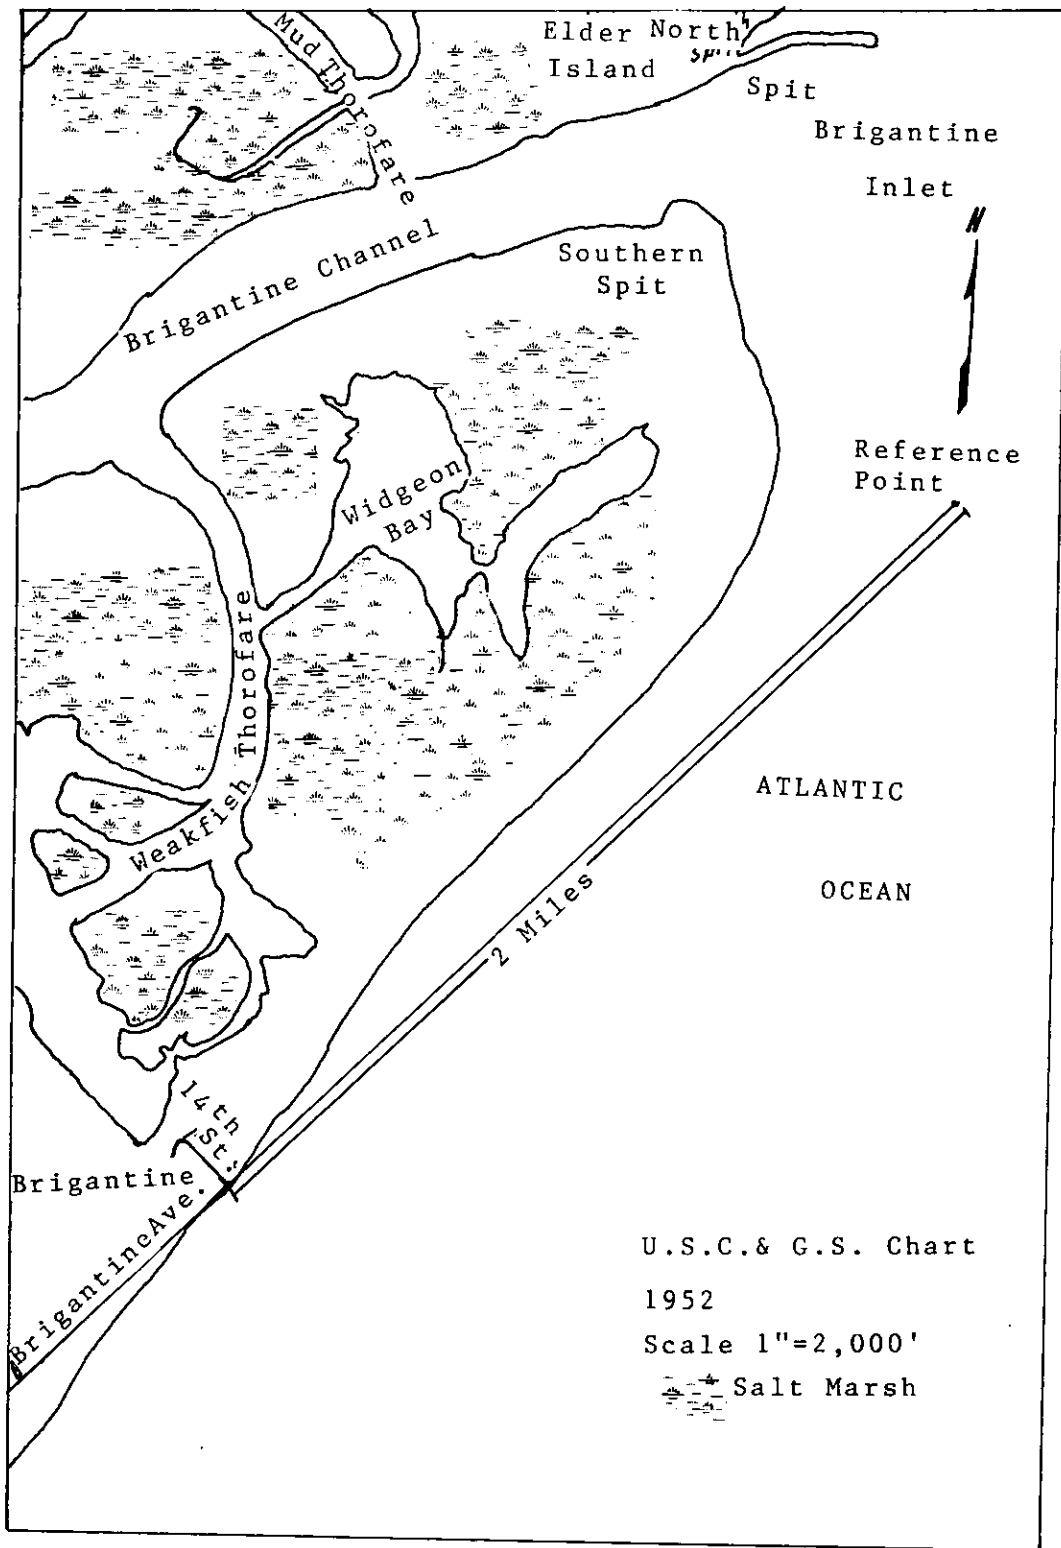 Elder North
Island
Spit
Spit
Mud Thorofare
Brigantine
Inlet
N
Brigantine Channel
Southern
Spit
Reference
Point
Widgeon
Bay
Weakfish Thorofare
ATLANTIC
OCEAN
2 Miles
14th
St.
Brigantine
Brigantine Ave.
U.S.C.& G.S. Chart
1952
Scale 1"=2,000'
Salt Marsh